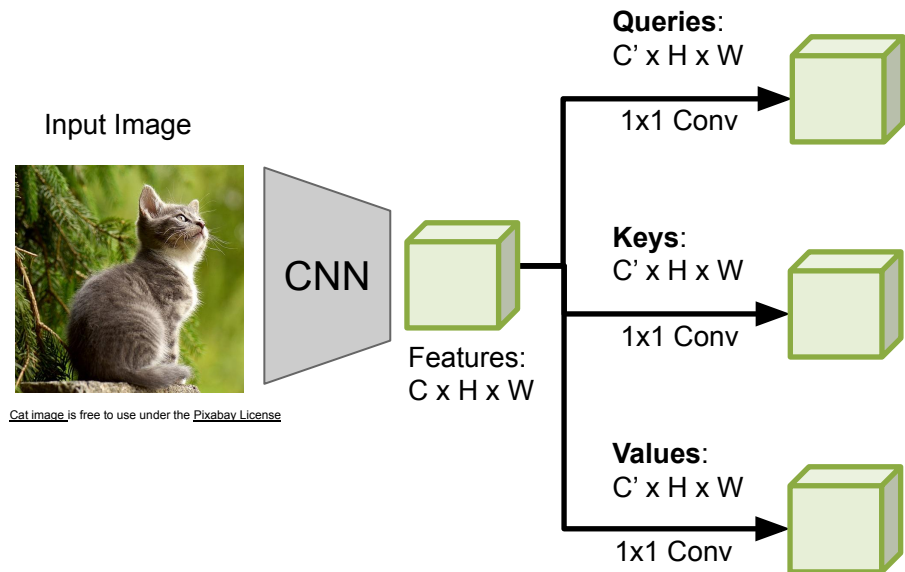 Input Image
Cat image is free to use under the Pixabay License
CNN
Features:
C x H x W
Queries:
C’ x H x W
1x1 Conv
Keys:
C’ x H x W
1x1 Conv
Values:
C’ x H x W
1x1 Conv